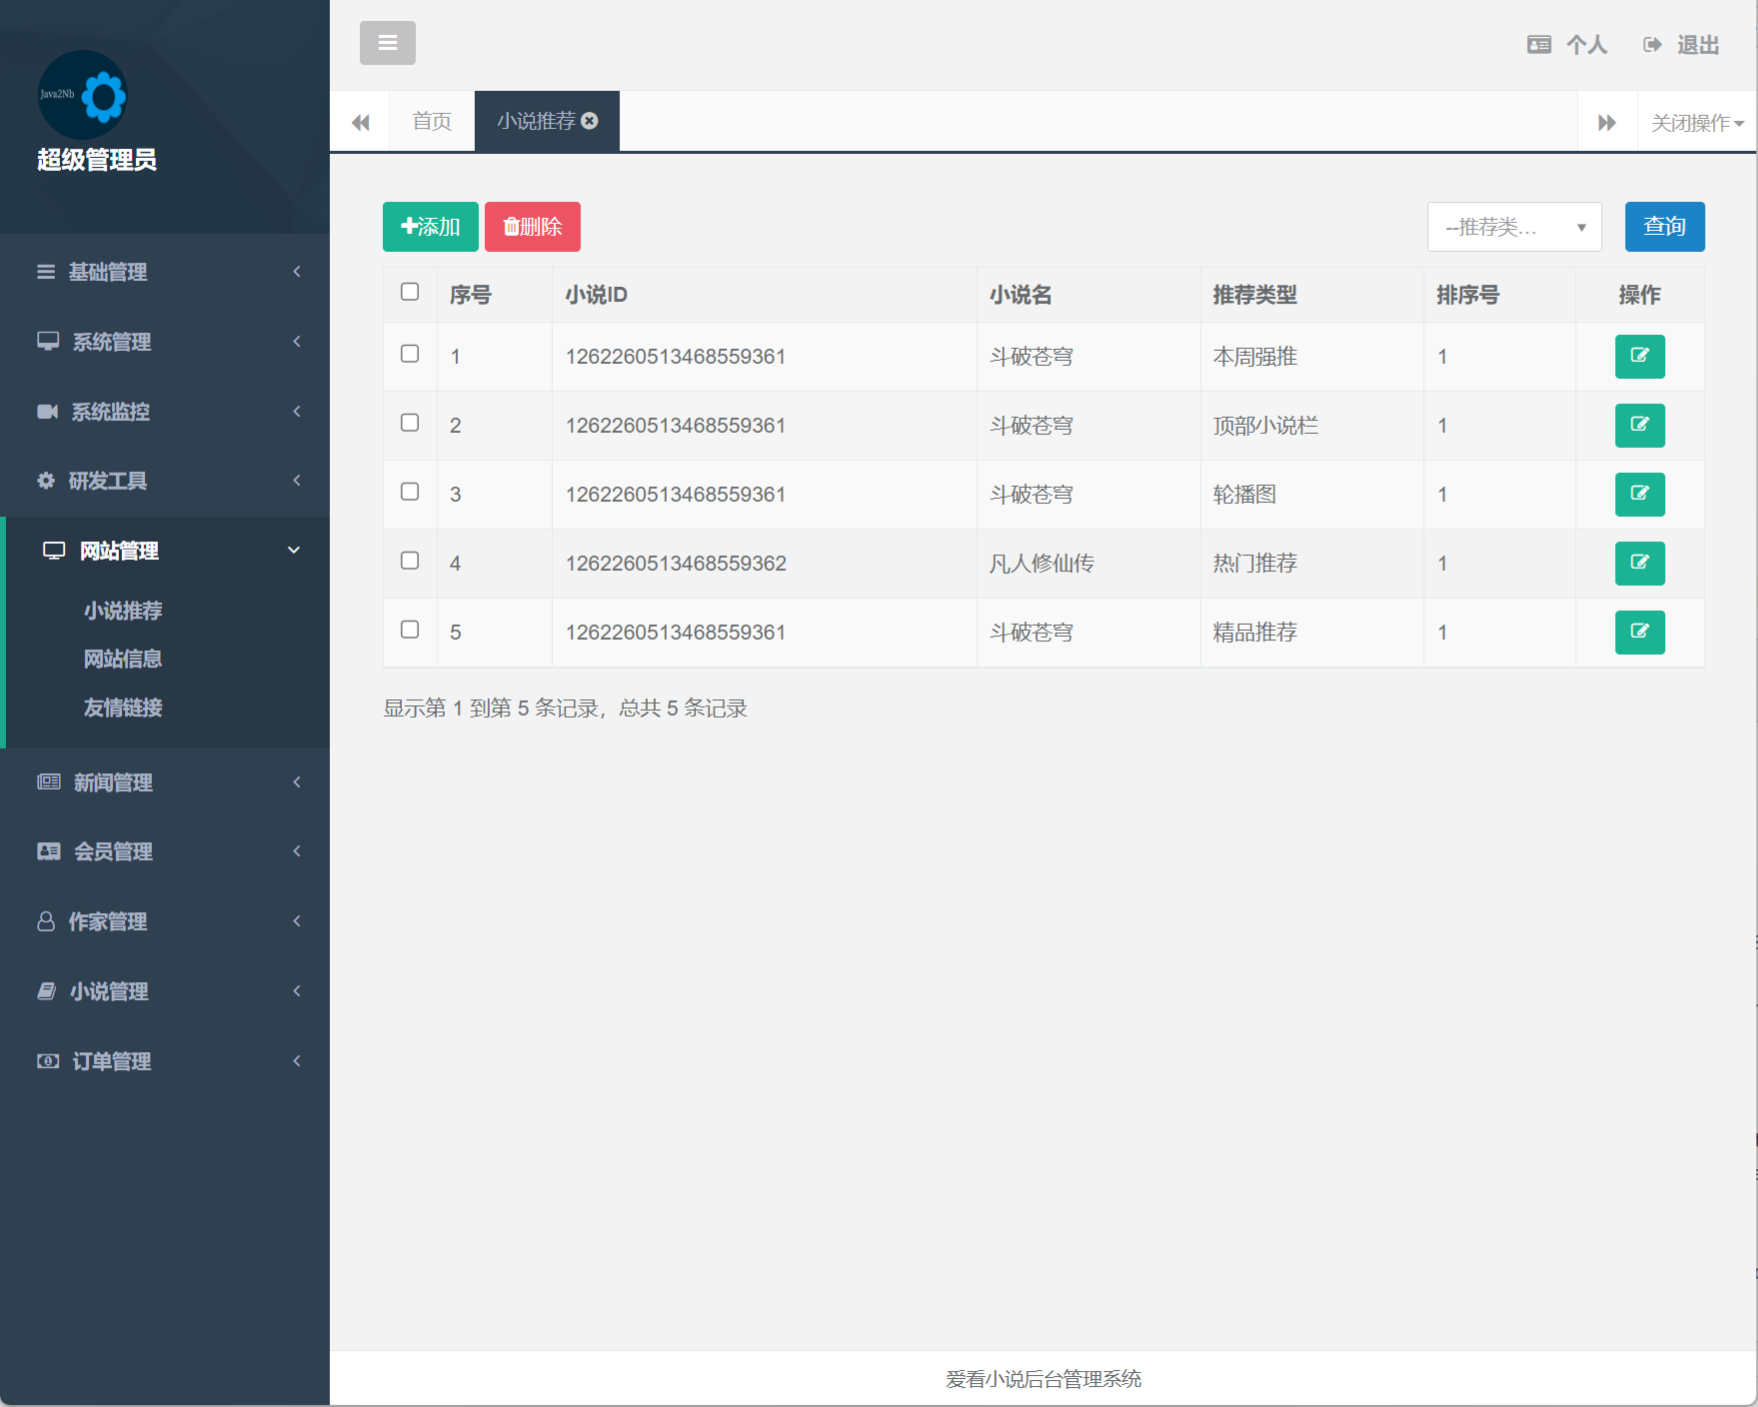 Java2Nb
超级管理员
基础管理
系统管理
系统监控
研发工具
网站管理
小说推荐
网站信息
友情链接
新闻管理
会员管理
作家管理
小说管理
订单管理
个人 退出
首页 小说推荐 关闭操作
添加 删除 --推荐类... 查询
序号 小说ID 小说名 推荐类型 排序号 操作
1 1262260513468559361 斗破苍穹 本周强推 1
2 1262260513468559361 斗破苍穹 顶部小说栏 1
3 1262260513468559361 斗破苍穹 轮播图 1
4 1262260513468559362 凡人修仙传 热门推荐 1
5 1262260513468559361 斗破苍穹 精品推荐 1
显示第 1 到第 5 条记录，总共 5 条记录
爱看小说后台管理系统